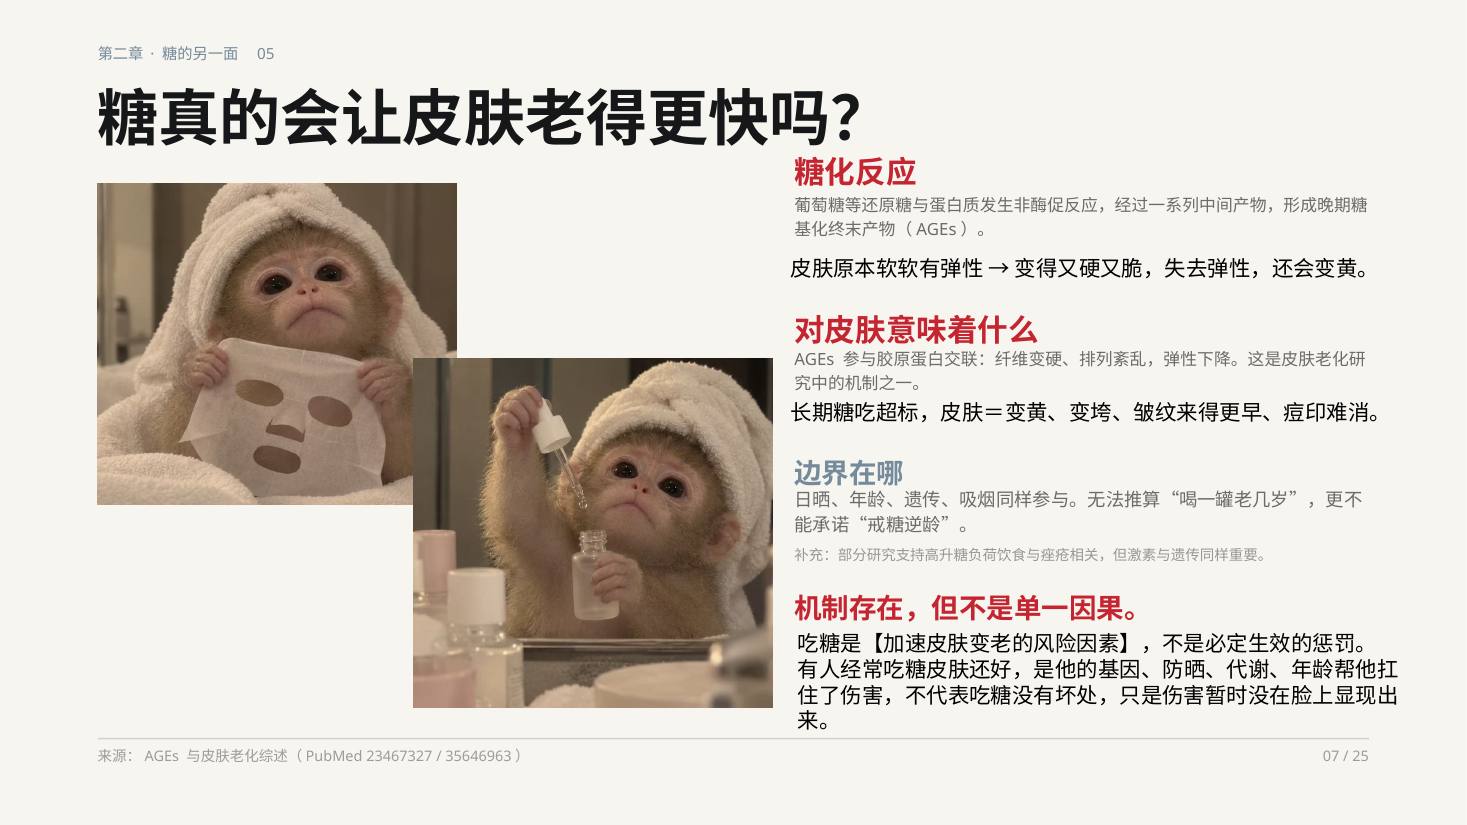 第二章 · 糖的另一面 05
糖真的会让皮肤老得更快吗？
糖化反应
葡萄糖等还原糖与蛋白质发生非酶促反应，经过一系列中间产物，形成晚期糖
基化终末产物（AGEs）。
皮肤原本软软有弹性 → 变得又硬又脆，失去弹性，还会变黄。
对皮肤意味着什么
AGEs 参与胶原蛋白交联：纤维变硬、排列紊乱，弹性下降。这是皮肤老化研
究中的机制之一。
长期糖吃超标，皮肤＝变黄、变垮、皱纹来得更早、痘印难消。
边界在哪
日晒、年龄、遗传、吸烟同样参与。无法推算“喝一罐老几岁”，更不
能承诺“戒糖逆龄”。
补充：部分研究支持高升糖负荷饮食与痤疮相关，但激素与遗传同样重要。
机制存在，但不是单一因果。
吃糖是【加速皮肤变老的风险因素】，不是必定生效的惩罚。
有人经常吃糖皮肤还好，是他的基因、防晒、代谢、年龄帮他扛
住了伤害，不代表吃糖没有坏处，只是伤害暂时没在脸上显现出
来。
来源： AGEs 与皮肤老化综述（PubMed 23467327 / 35646963）
07 / 25